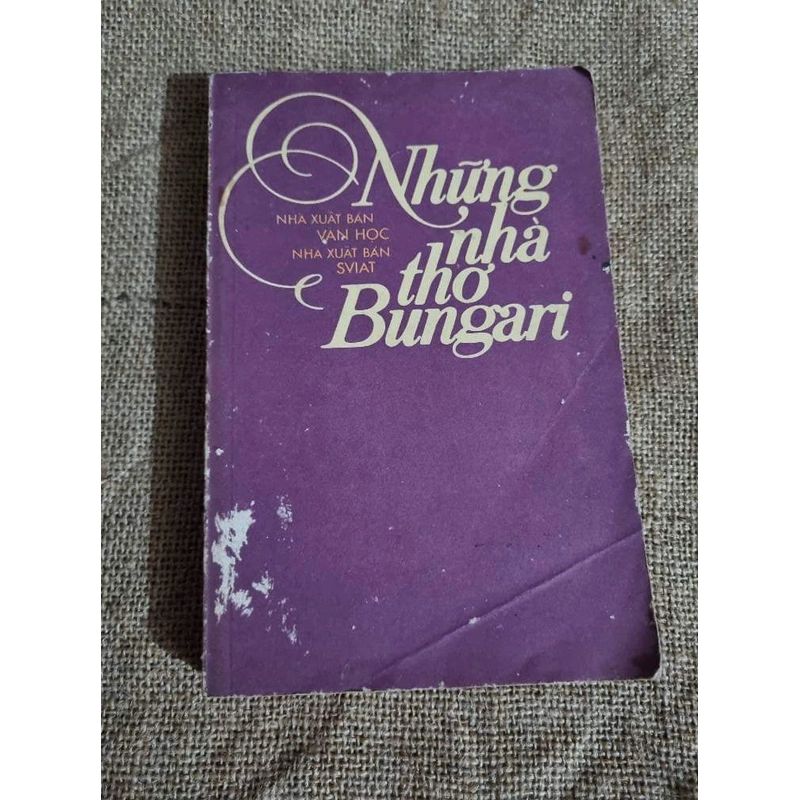 Những
nhà
thơ
Bungari
NHÀ XUẤT BẢN
VĂN HỌC
NHÀ XUẤT BẢN
SVIAT